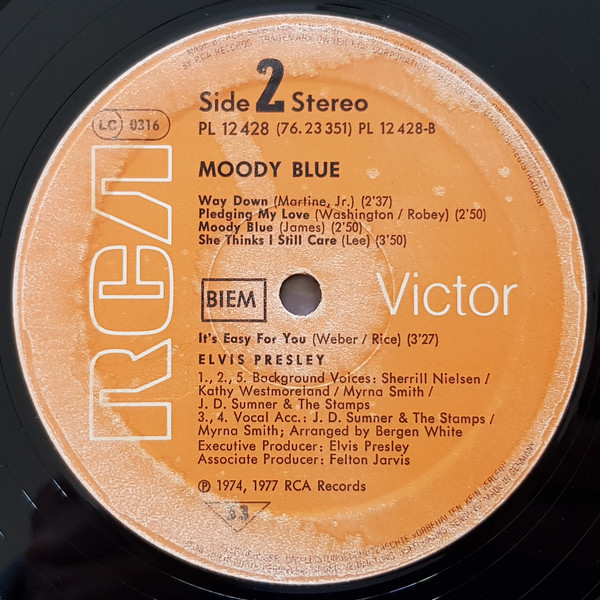 Side 2 Stereo
LC 0316
PL 12 428 (76.23 351) PL 12 428-B
MOODY BLUE
Way Down (Martine, Jr.) (2'37)
Pledging My Love (Washington / Robey) (2'50)
Moody Blue (James) (2'50)
She Thinks I Still Care (Lee) (3'50)
RCA
BIEM
Victor
It's Easy For You (Weber / Rice) (3'27)
ELVIS PRESLEY
1., 2., 5. Background Voices: Sherrill Nielsen /
Kathy Westmoreland / Myrna Smith /
J. D. Sumner & The Stamps
3., 4. Vocal Acc.: J. D. Sumner & The Stamps /
Myrna Smith; Arranged by Bergen White
Executive Producer: Elvis Presley
Associate Producer: Felton Jarvis
℗ 1974, 1977 RCA Records
33